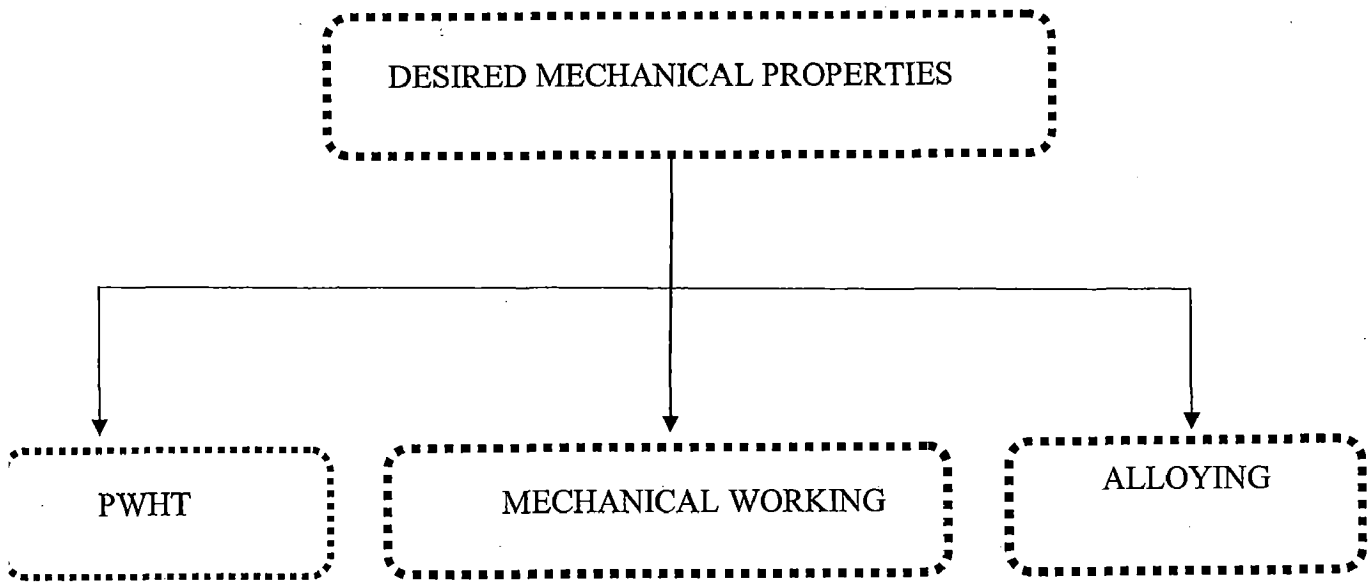 DESIRED MECHANICAL PROPERTIES
PWHT
MECHANICAL WORKING
ALLOYING